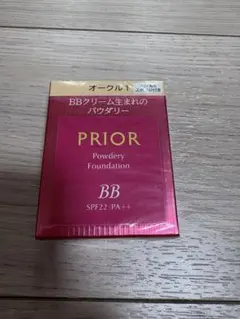 オークル1
BBクリーム生まれの
パウダリー
PRIOR
Powdery
Foundation
BB
SPF22・PA++